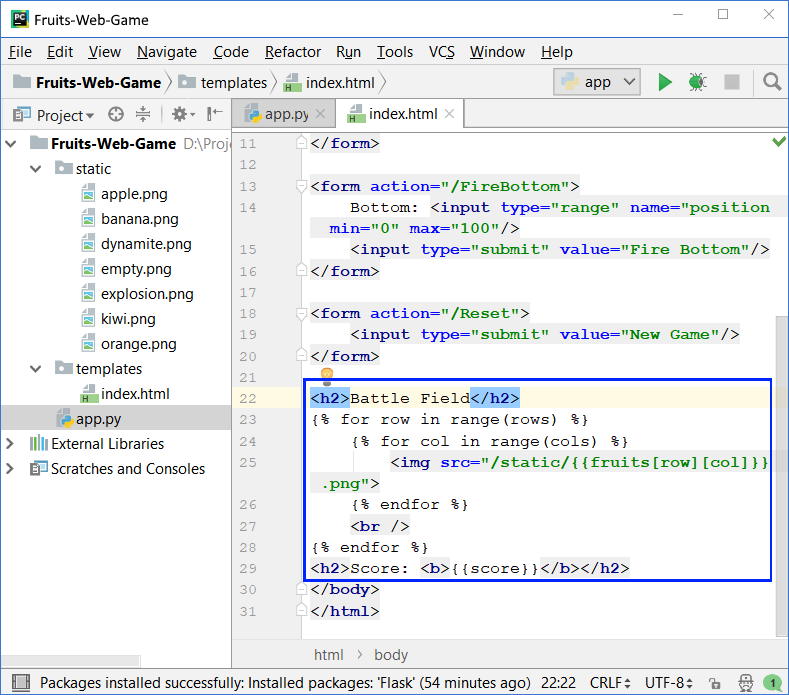 PC Fruits-Web-Game
File Edit View Navigate Code Refactor Run Tools VCS Window Help
Fruits-Web-Game templates H index.html app
Project app.py index.html
Fruits-Web-Game D:\Proj
static
apple.png
banana.png
dynamite.png
empty.png
explosion.png
kiwi.png
orange.png
templates
H index.html
app.py
External Libraries
Scratches and Consoles
11 </form>
12
13 <form action="/FireBottom">
14 Bottom: <input type="range" name="position
min="0" max="100"/>
15 <input type="submit" value="Fire Bottom"/>
16 </form>
17
18 <form action="/Reset">
19 <input type="submit" value="New Game"/>
20 </form>
21
22 <h2>Battle Field</h2>
23 {% for row in range(rows) %}
24 {% for col in range(cols) %}
25 <img src="/static/{{fruits[row][col]}}
.png">
26 {% endfor %}
27 <br />
28 {% endfor %}
29 <h2>Score: <b>{{score}}</b></h2>
30 </body>
31 </html>
html body
Packages installed successfully: Installed packages: 'Flask' (54 minutes ago) 22:22 CRLF UTF-8 1